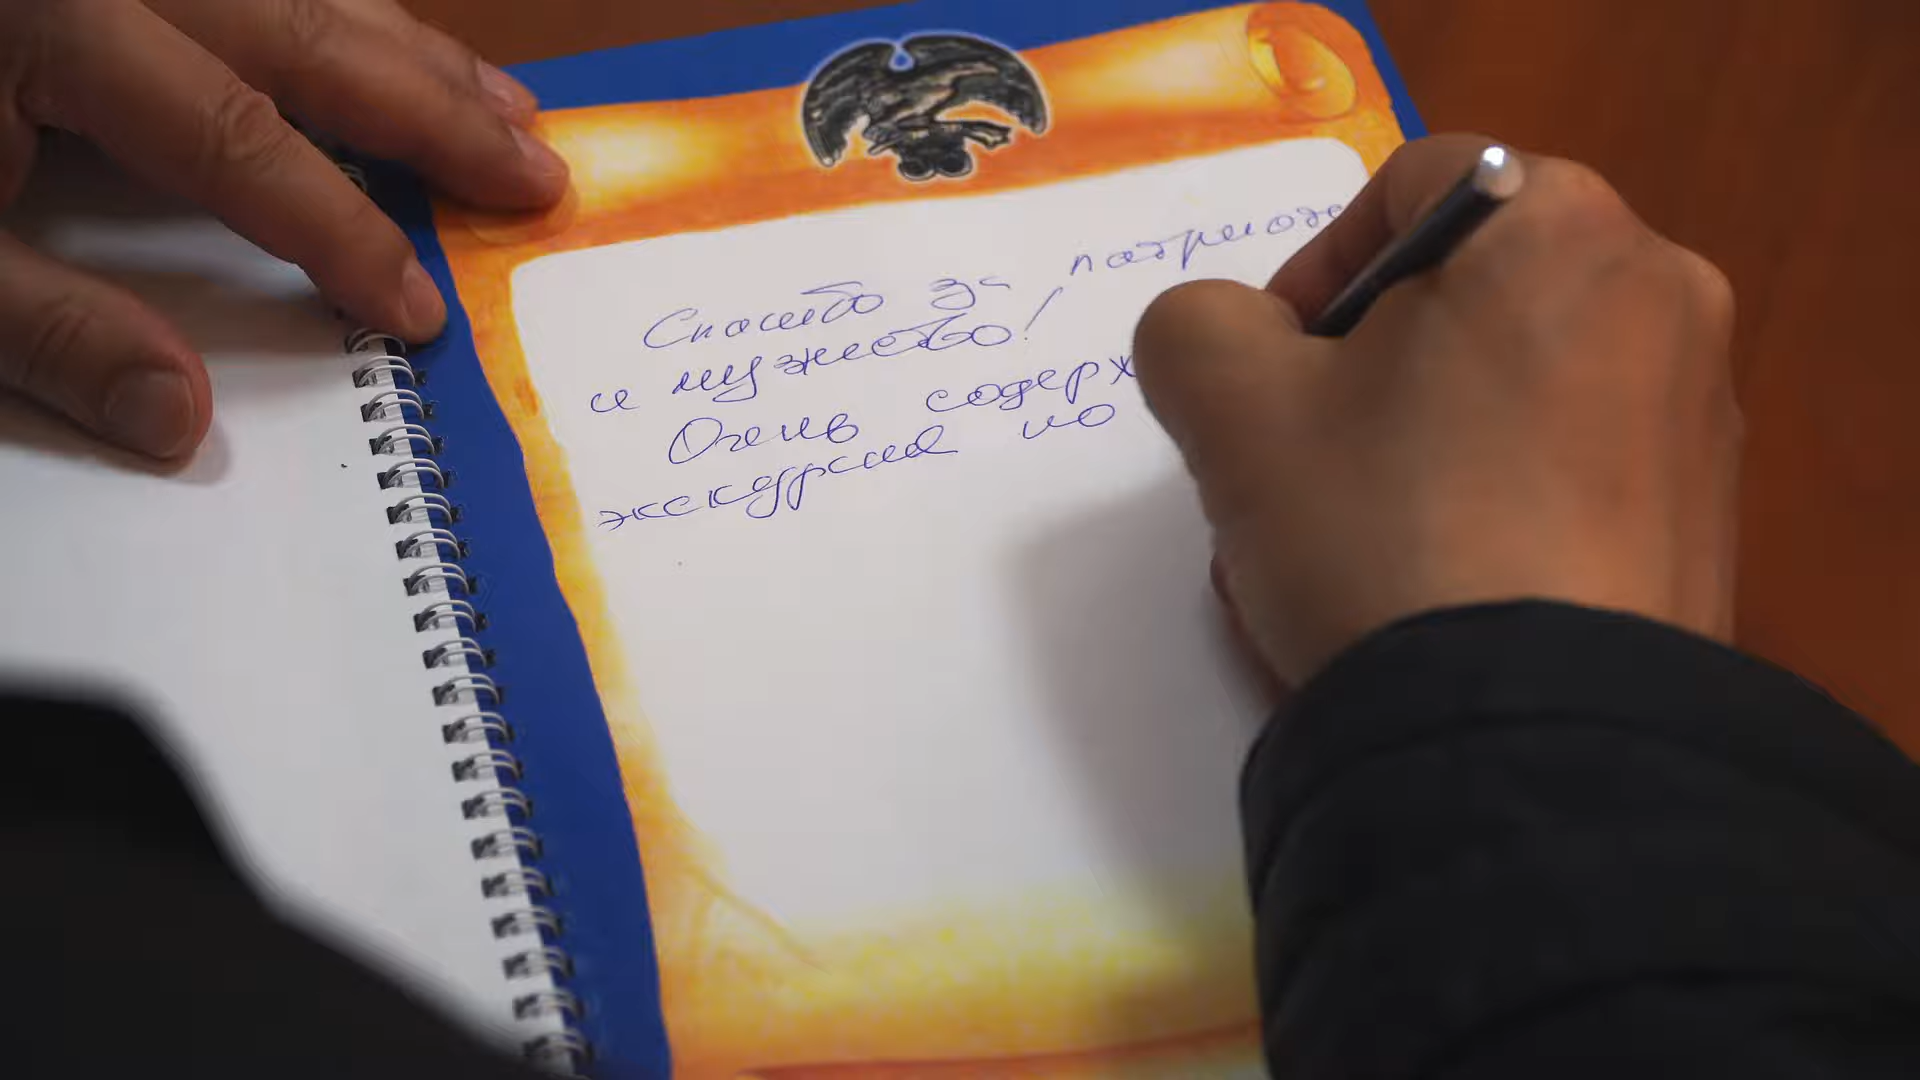 Спасибо за
и мужество!
Очень
экскурсия по